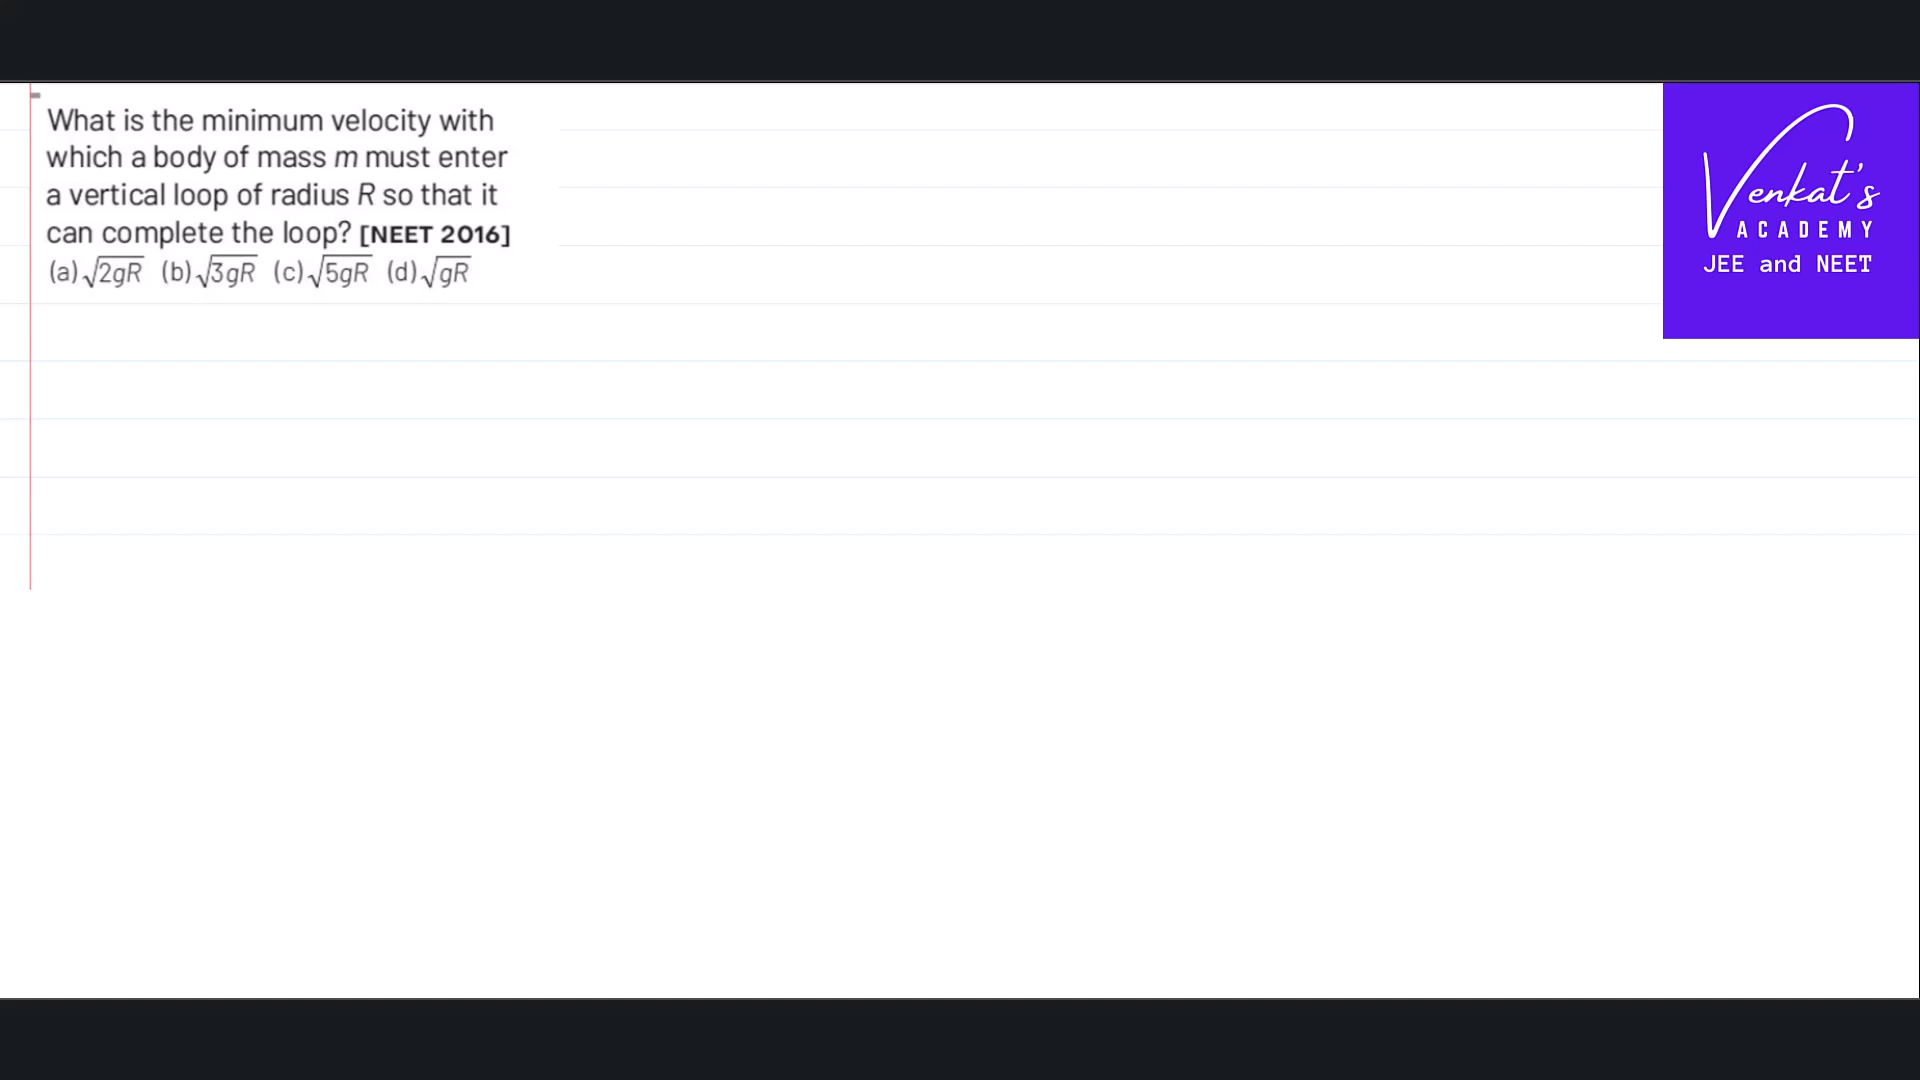 What is the minimum velocity with
which a body of mass m must enter
a vertical loop of radius R so that it
can complete the loop? [NEET 2016]
(a) √2gR (b) √3gR (c) √5gR (d) √gR
Venkat's
ACADEMY
JEE and NEET